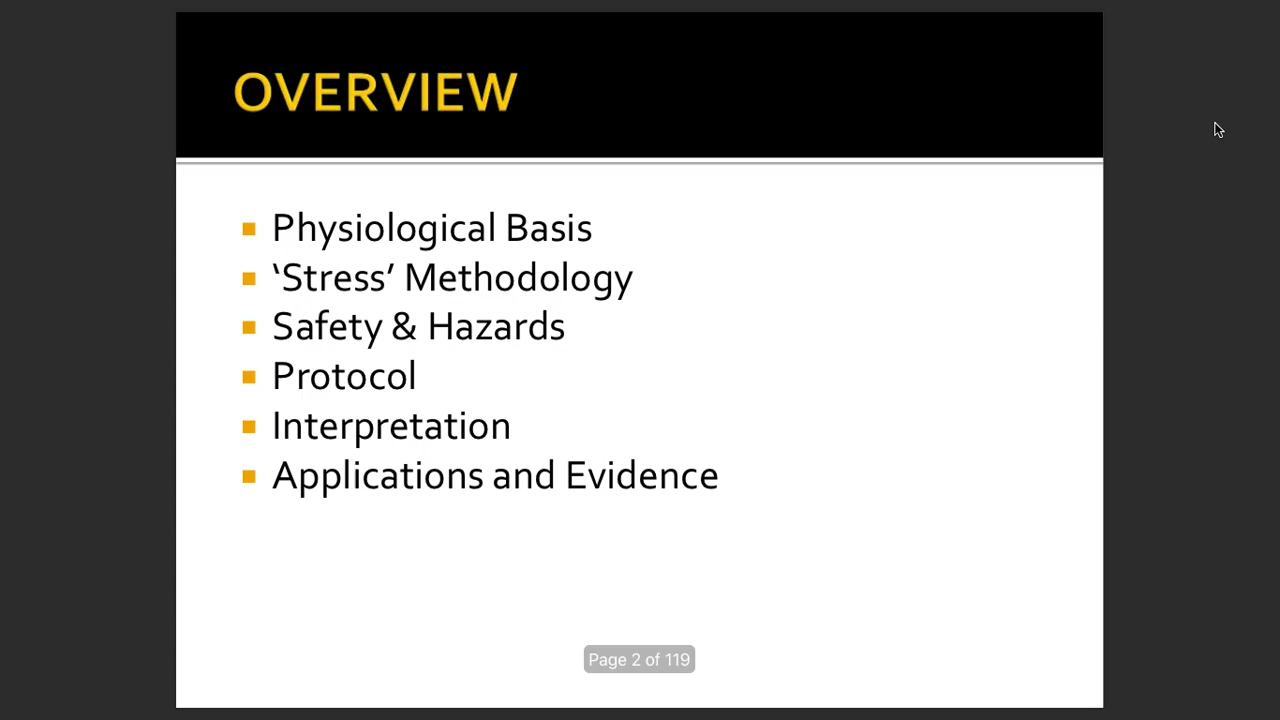 OVERVIEW
Physiological Basis
‘Stress’ Methodology
Safety & Hazards
Protocol
Interpretation
Applications and Evidence
Page 2 of 119